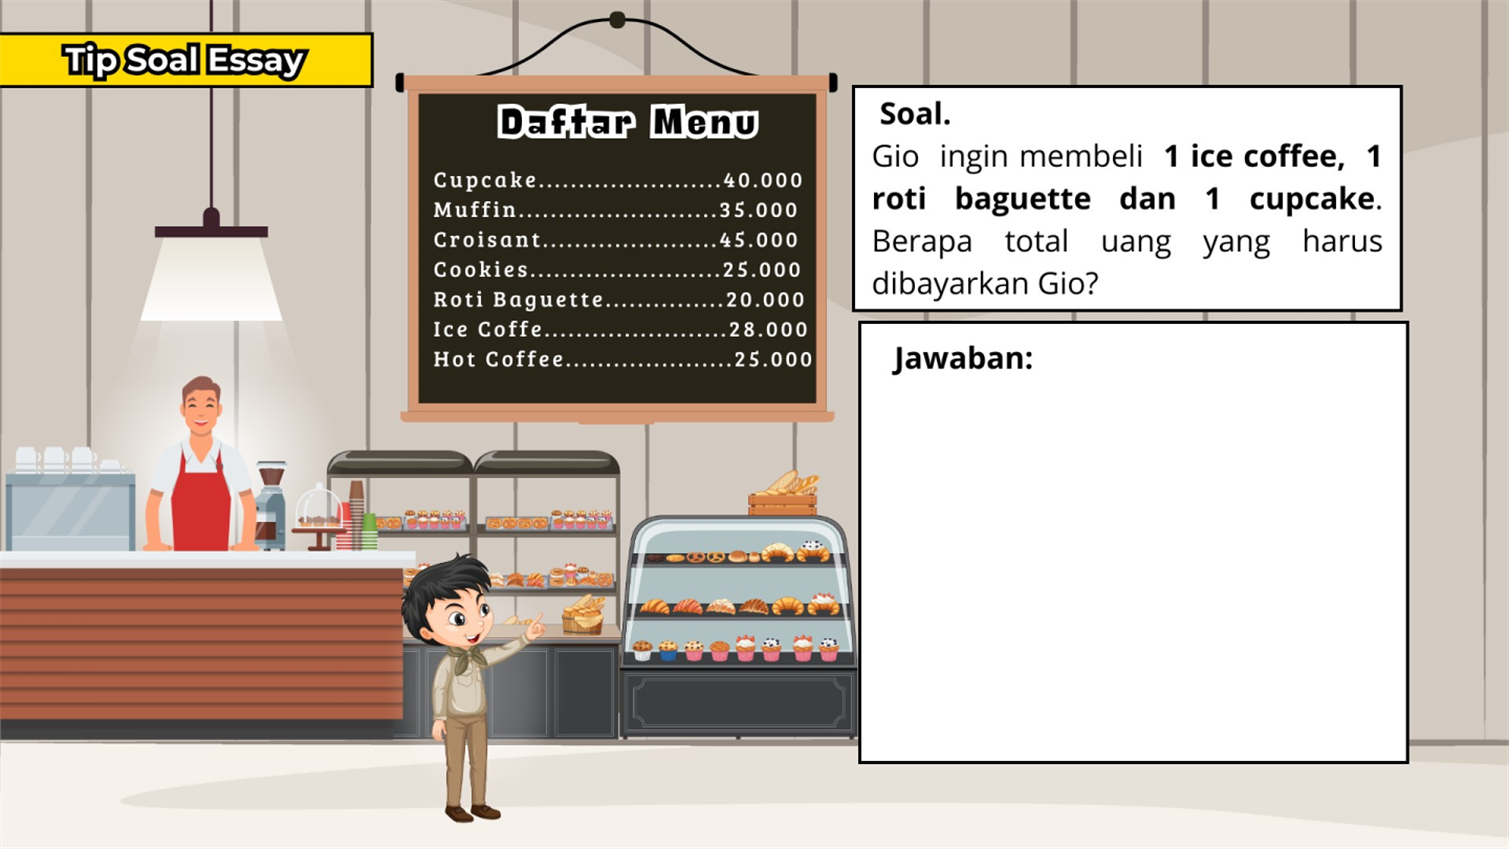 Tip Soal Essay
Daftar Menu
Cupcake.......................40.000
Muffin.........................35.000
Croisant......................45.000
Cookies........................25.000
Roti Baguette...............20.000
Ice Coffe.......................28.000
Hot Coffee.....................25.000
Soal.
Gio ingin membeli 1 ice coffee, 1
roti baguette dan 1 cupcake.
Berapa total uang yang harus
dibayarkan Gio?
Jawaban: